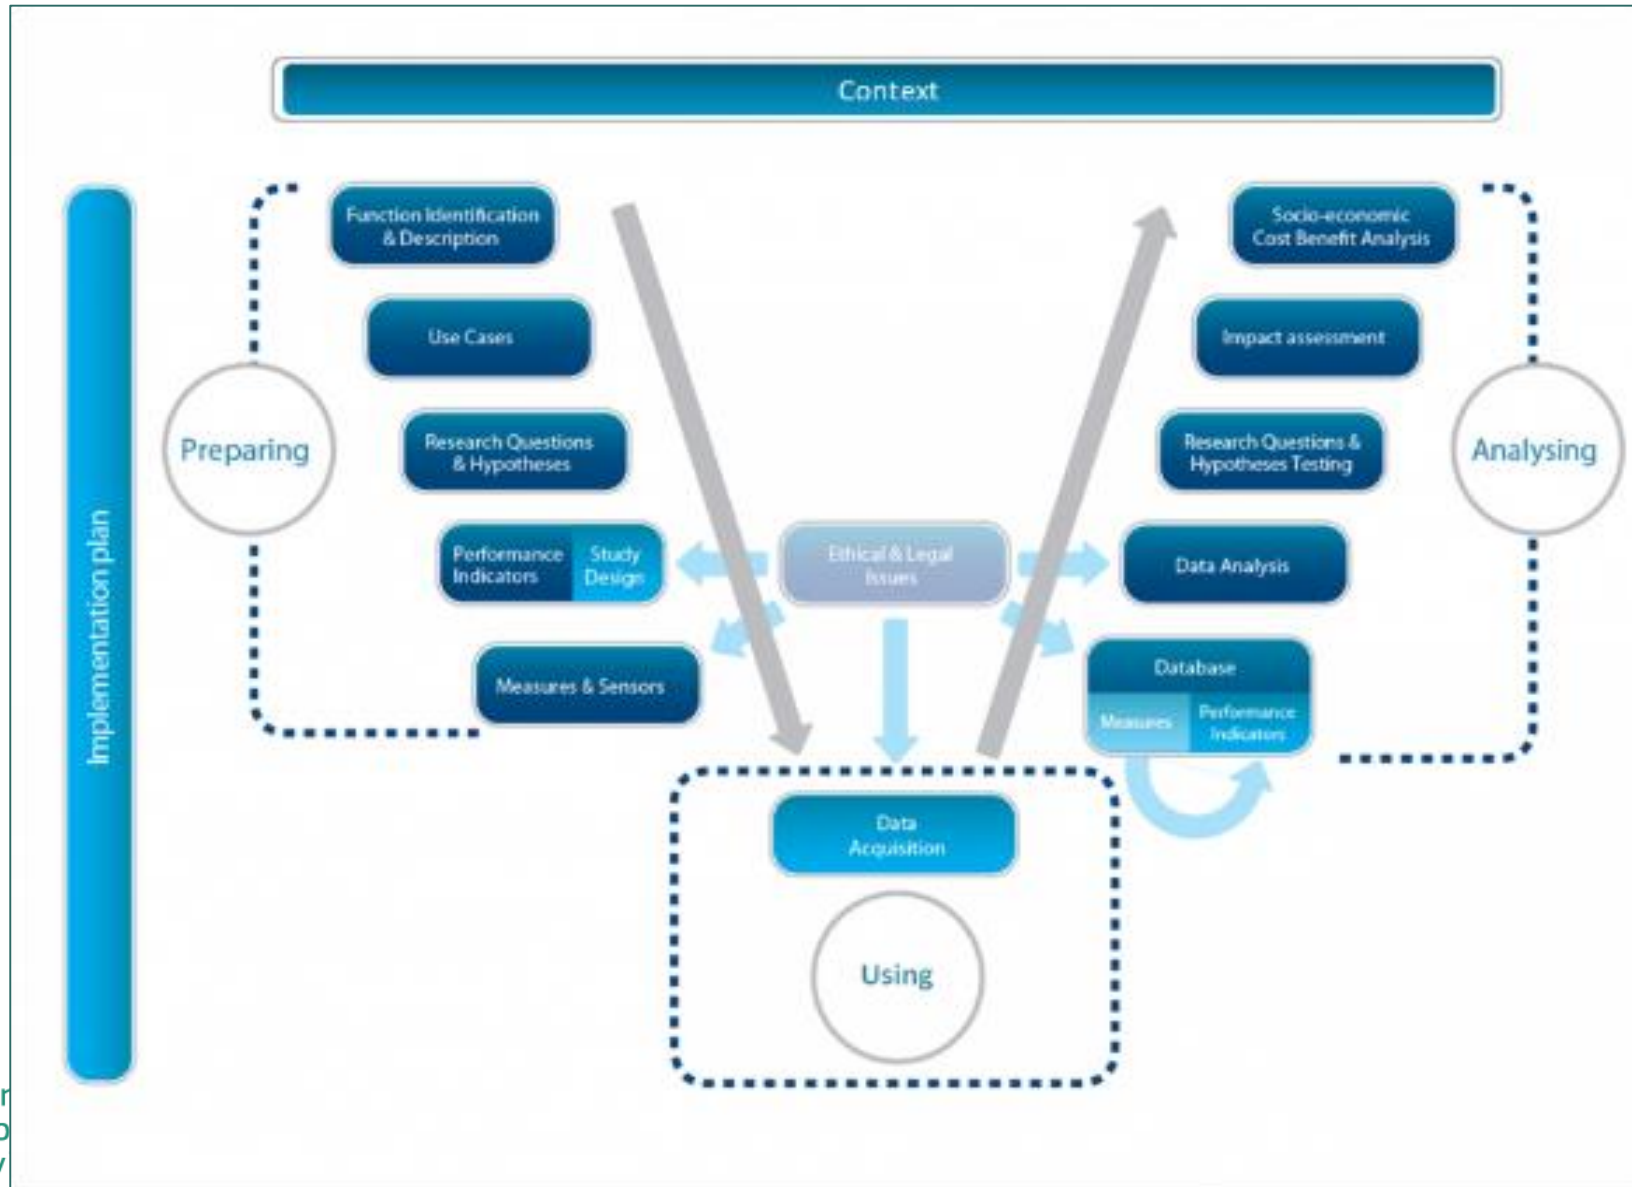 Context
Implementation plan
Preparing
Function Identification
& Description
Use Cases
Research Questions
& Hypotheses
Performance
Indicators
Study
Design
Measures & Sensors
Ethical & Legal
Issues
Data
Acquisition
Using
Socio-economic
Cost Benefit Analysis
Impact assessment
Research Questions &
Hypotheses Testing
Data Analysis
Database
Measures
Performance
Indicators
Analysing